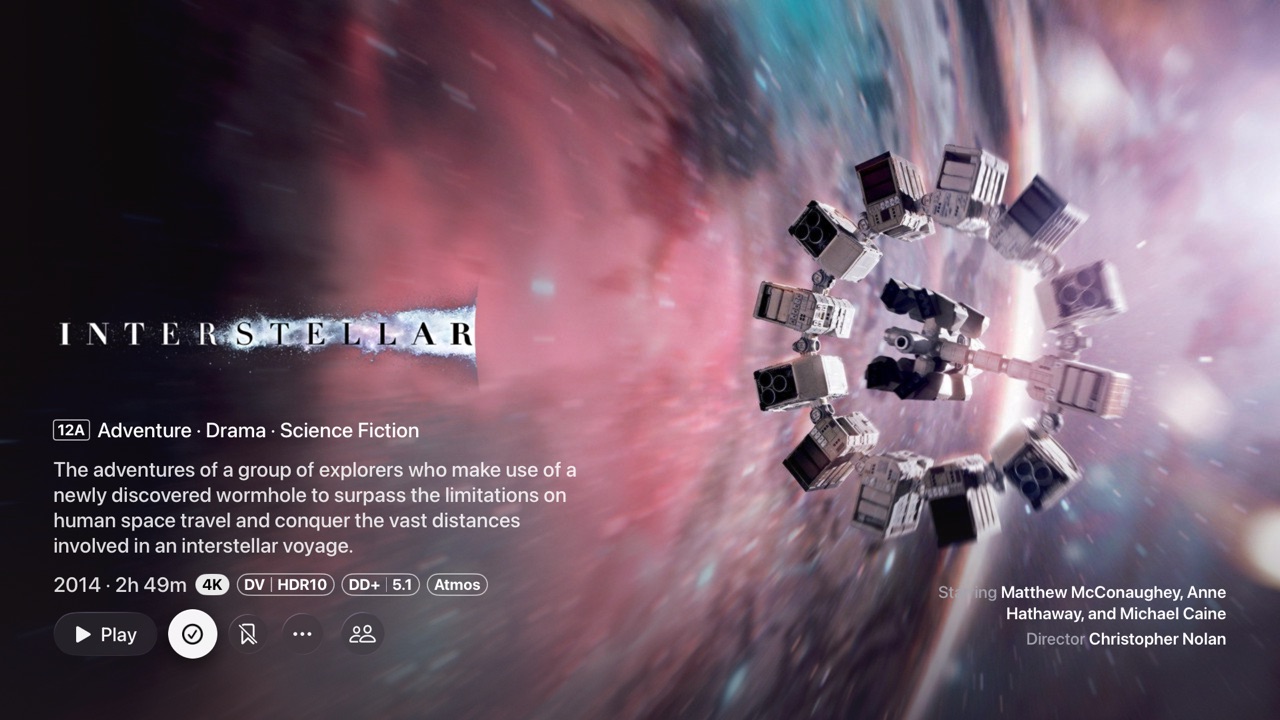 INTERSTELLAR
12A Adventure · Drama · Science Fiction
The adventures of a group of explorers who make use of a
newly discovered wormhole to surpass the limitations on
human space travel and conquer the vast distances
involved in an interstellar voyage.
2014 · 2h 49m 4K DV | HDR10 DD+ | 5.1 Atmos
Play
Starring Matthew McConaughey, Anne
Hathaway, and Michael Caine
Director Christopher Nolan